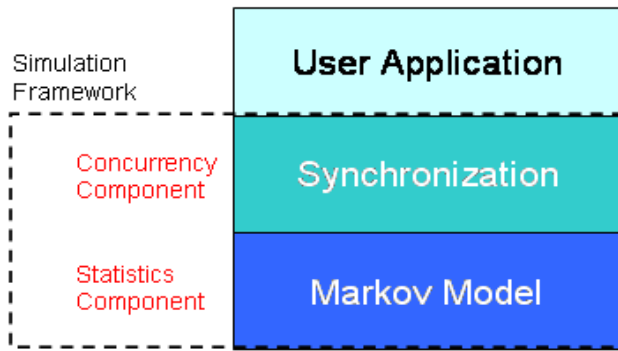 User Application
Simulation
Framework
Concurrency
Component
Synchronization
Statistics
Component
Markov Model